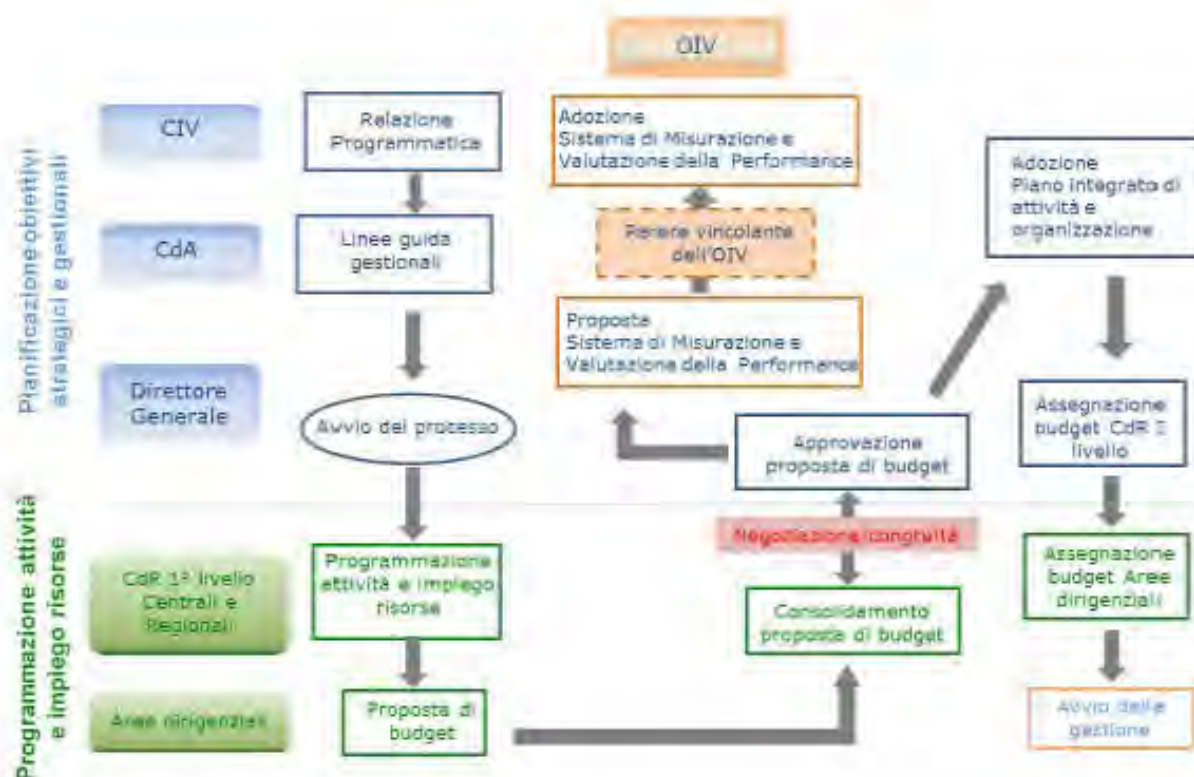 OIV
CIV
Relazione
Programmatica
Adozione
Sistema di Misurazione e
Valutazione della Performance
Adozione
Piano integrato di
attività e
organizzazione
Pianificazione obiettivi
strategici e gestionali
CdA
Linee guida
gestionali
Parere vincolante
dell'OIV
Proposta
Sistema di Misurazione e
Valutazione della Performance
Direttore
Generale
Avvio del processo
Approvazione
proposta di budget
Assegnazione
budget CdR I
livello
Programmazione attività
e impiego risorse
Negoziazione congruità
CdR 1° livello
Centrali e
Regionali
Programmazione
attività e impiego
risorse
Consolidamento
proposta di budget
Assegnazione
budget Aree
dirigenziali
Aree dirigenziali
Proposta di
budget
Avvio della
gestione